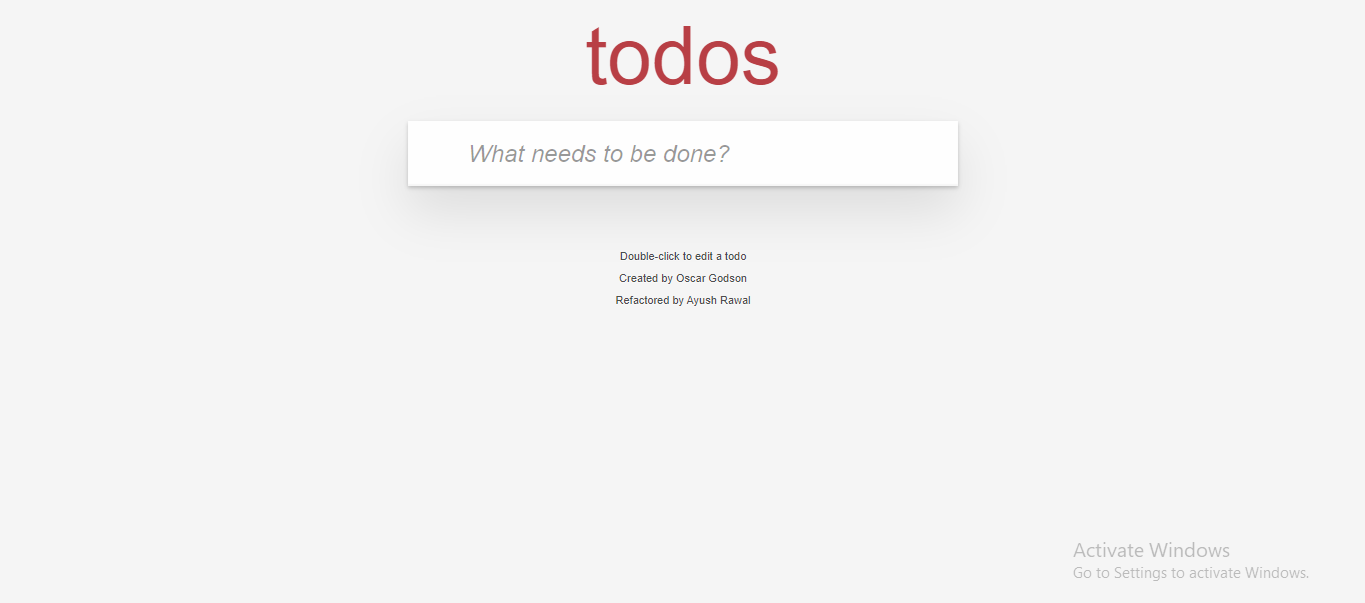 todos
What needs to be done?
Double-click to edit a todo
Created by Oscar Godson
Refactored by Ayush Rawal
Activate Windows
Go to Settings to activate Windows.